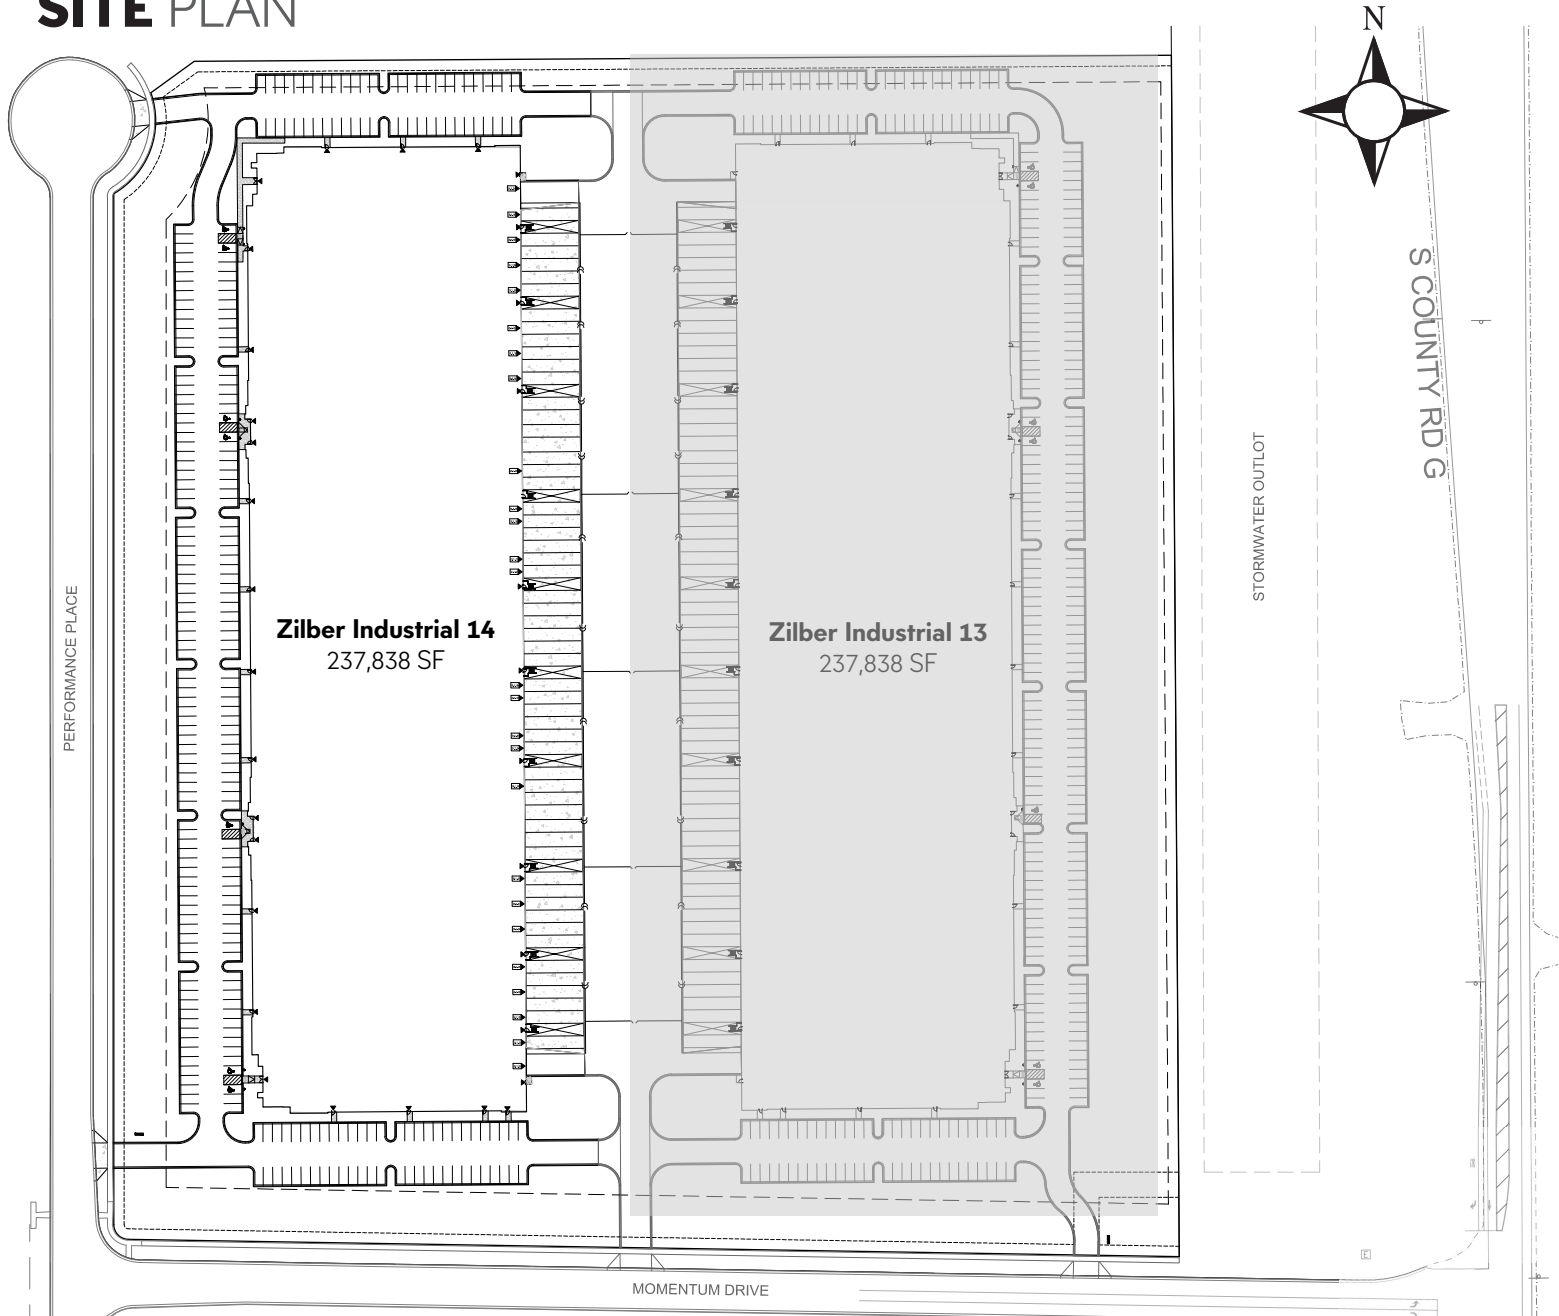 SITE PLAN
N
S COUNTY RD G
STORMWATER OUTLOT
PERFORMANCE PLACE
Zilber Industrial 14
237,838 SF
Zilber Industrial 13
237,838 SF
MOMENTUM DRIVE